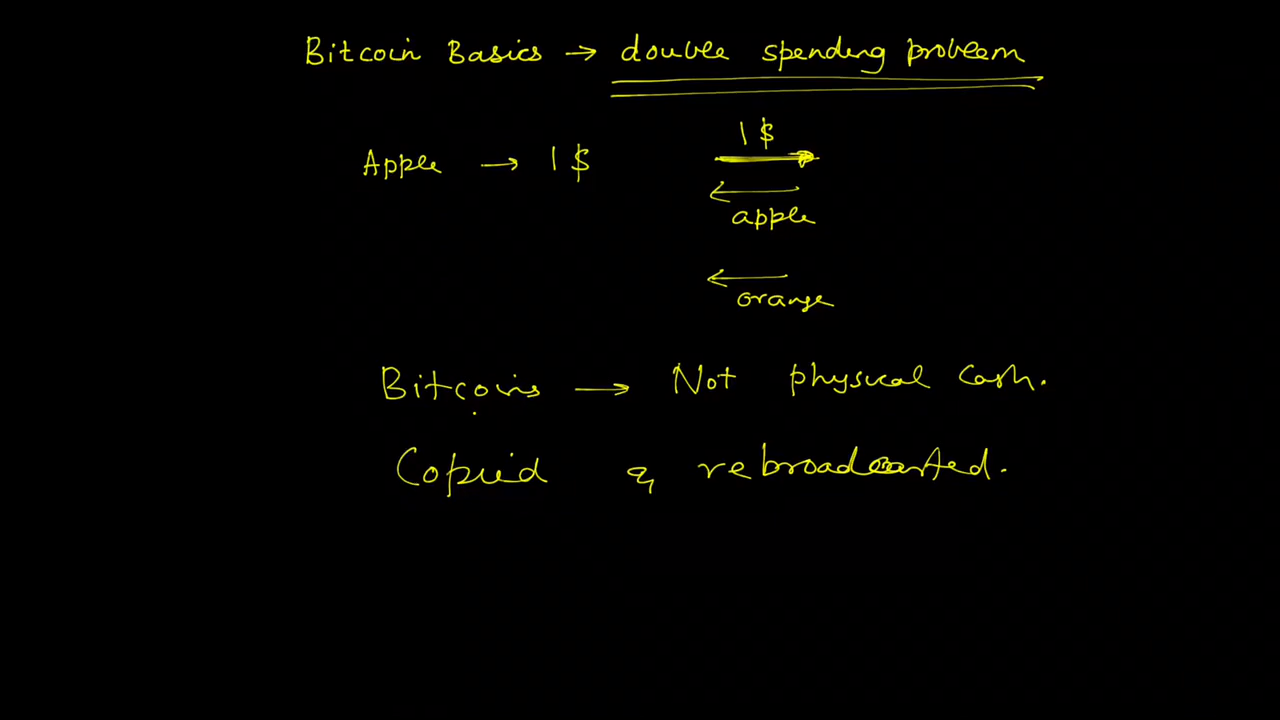 Bitcoin Basics → double spending problem
1 $
Apple → 1 $
apple
orange
Bitcoins → Not physical cash.
Copied & rebroadcasted.